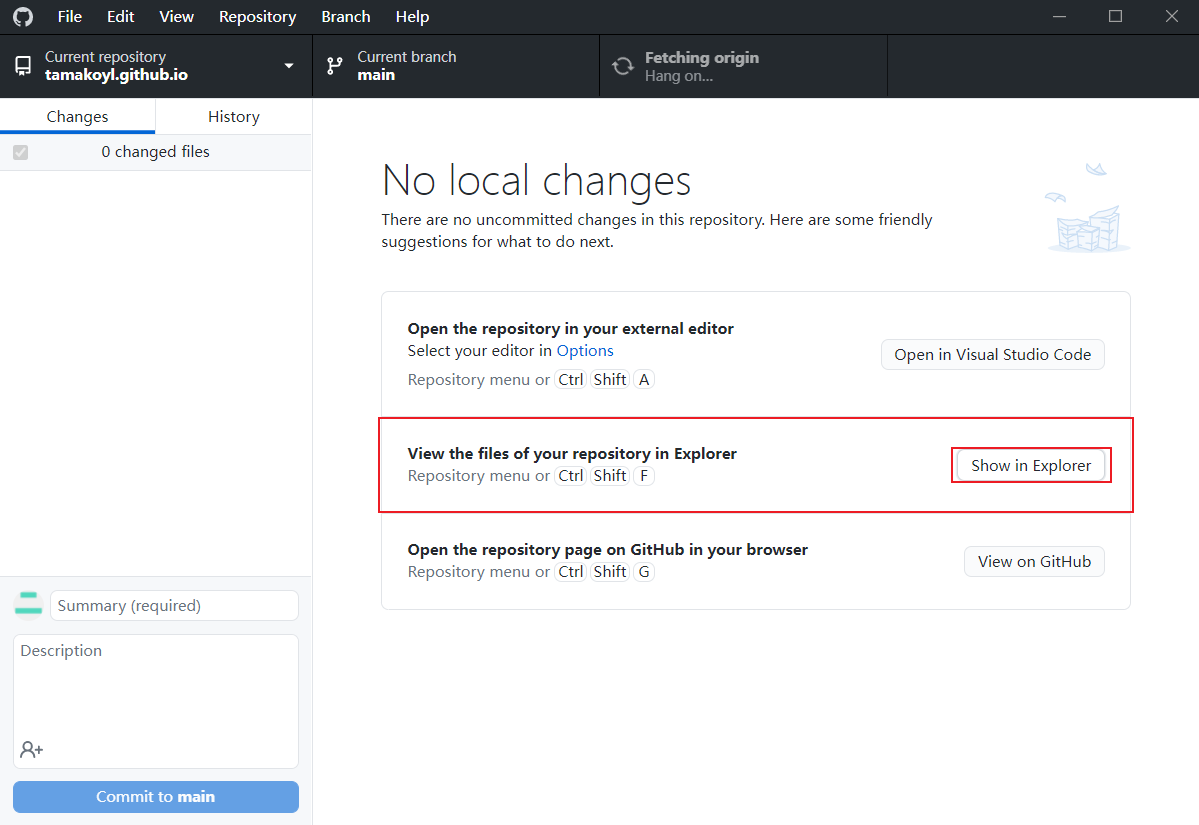 File Edit View Repository Branch Help
Current repository
tamakoyl.github.io
Current branch
main
Fetching origin
Hang on...
Changes
History
0 changed files
No local changes
There are no uncommitted changes in this repository. Here are some friendly
suggestions for what to do next.
Open the repository in your external editor
Select your editor in Options
Repository menu or Ctrl Shift A
Open in Visual Studio Code
View the files of your repository in Explorer
Repository menu or Ctrl Shift F
Show in Explorer
Open the repository page on GitHub in your browser
Repository menu or Ctrl Shift G
View on GitHub
Summary (required)
Description
Commit to main